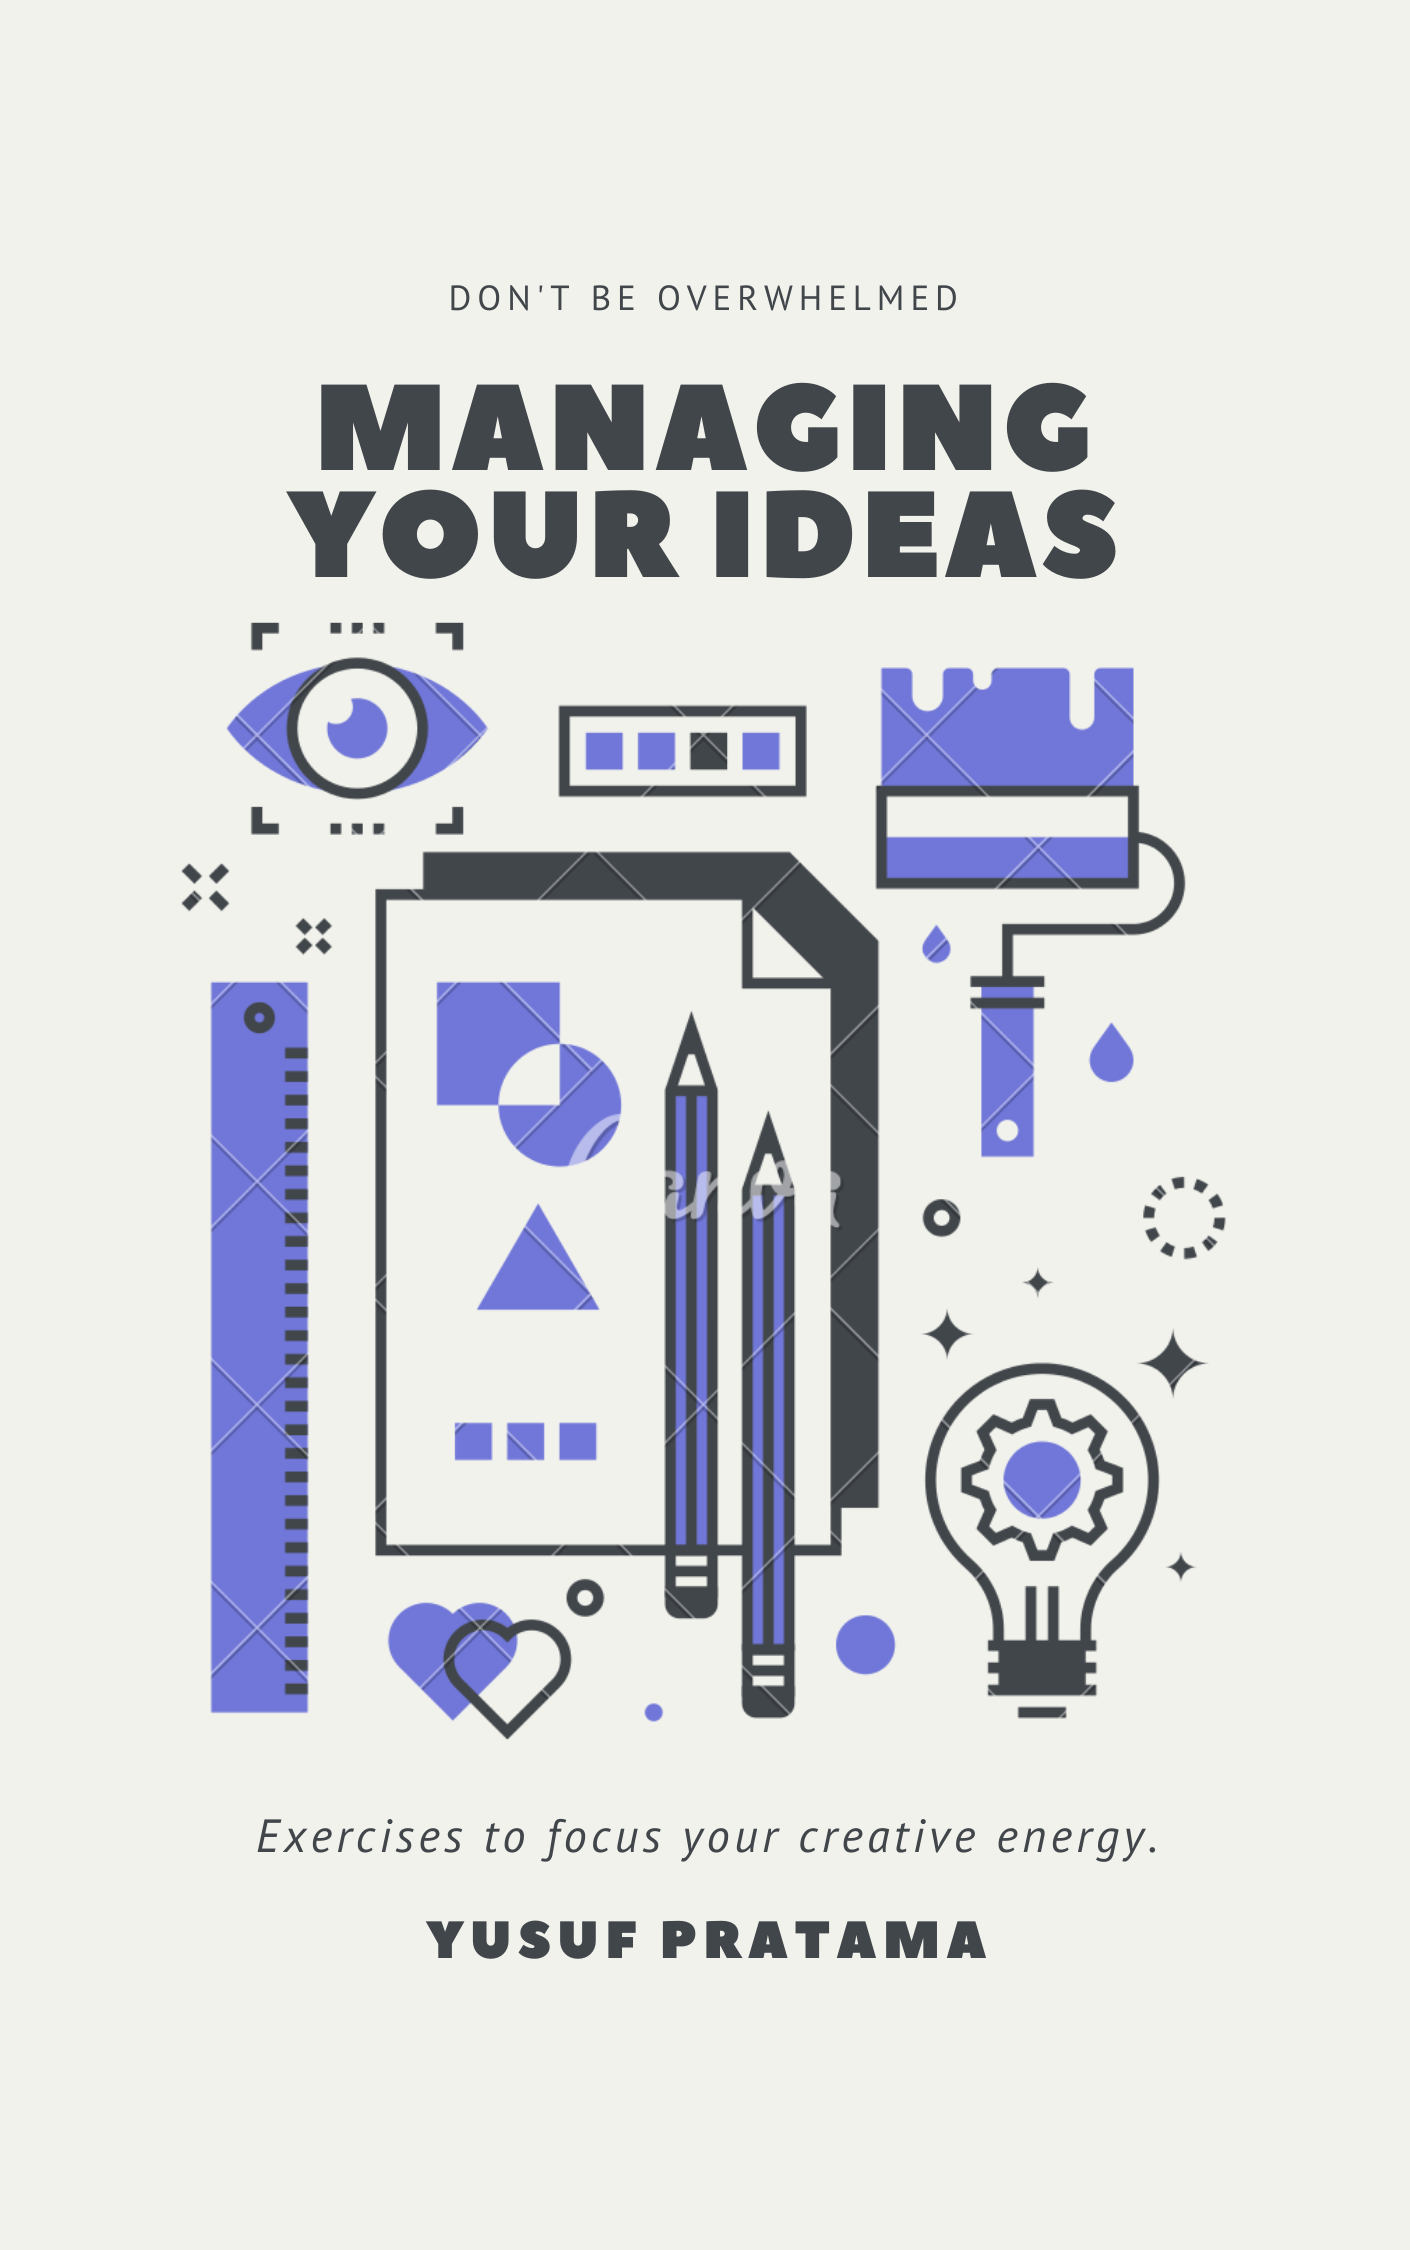 DON'T BE OVERWHELMED
MANAGING
YOUR IDEAS
Canva
Exercises to focus your creative energy.
YUSUF PRATAMA